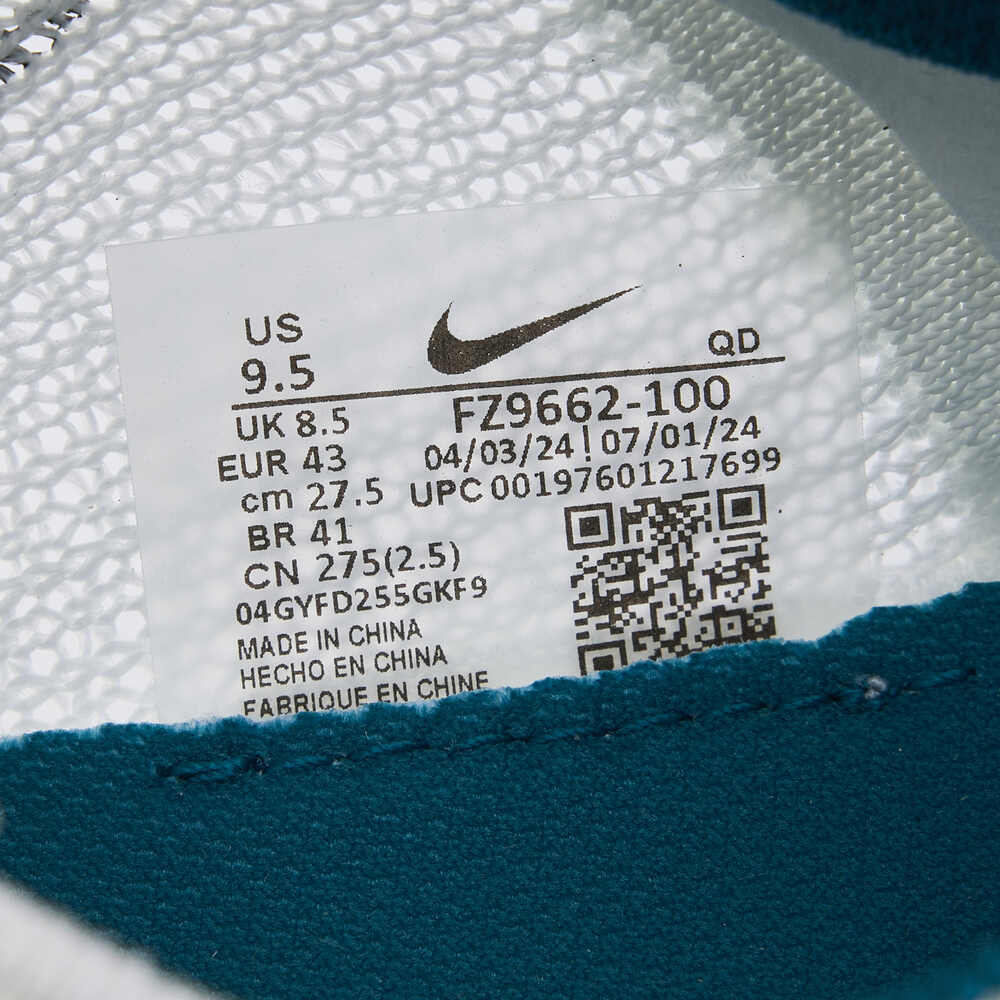 US
9.5
QD
UK 8.5
FZ9662-100
EUR 43
04/03/24 ! 07/01/24
cm 27.5
UPC 00197601217699
BR 41
CN 275(2.5)
04GYFD255GKF9
MADE IN CHINA
HECHO EN CHINA
FABRIQUE EN CHINE